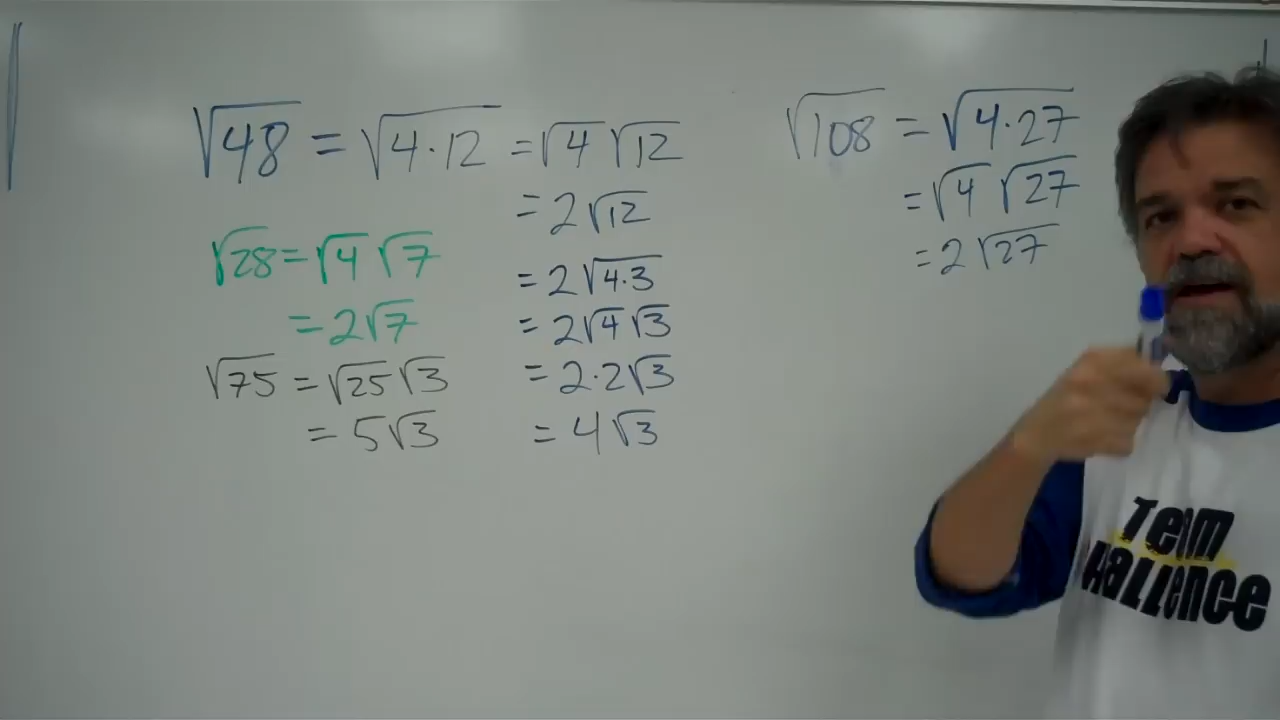 √48 = √4·12 = √4 √12
= 2√12
= 2√4·3
= 2√4√3
= 2·2√3
= 4√3
√28 = √4 √7
= 2√7
√75 = √25 √3
= 5√3
√108 = √4·27
= √4 √27
= 2√27
Team
HALLENCE